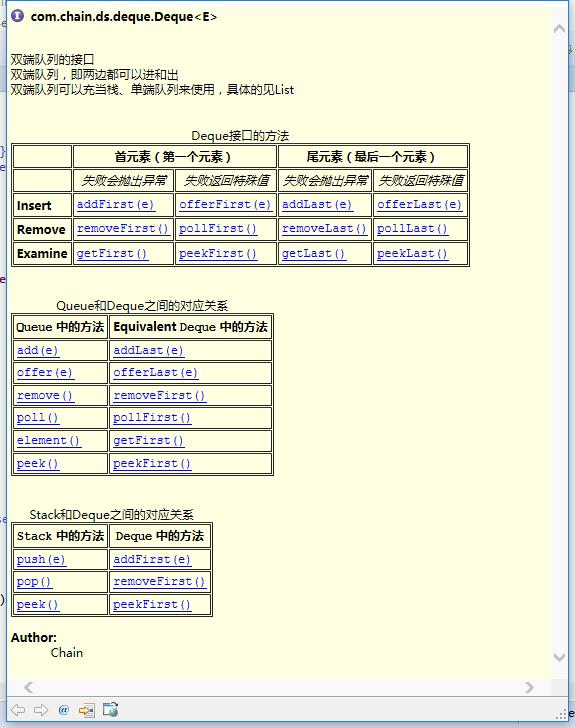 com.chain.ds.deque.Deque<E>
双端队列的接口
双端队列，即两边都可以进和出
双端队列可以充当栈、单端队列来使用，具体的见List
Deque接口的方法
首元素（第一个元素） 尾元素（最后一个元素）
失败会抛出异常 失败返回特殊值 失败会抛出异常 失败返回特殊值
Insert addFirst(e) offerFirst(e) addLast(e) offerLast(e)
Remove removeFirst() pollFirst() removeLast() pollLast()
Examine getFirst() peekFirst() getLast() peekLast()
Queue和Deque之间的对应关系
Queue 中的方法 Equivalent Deque 中的方法
add(e) addLast(e)
offer(e) offerLast(e)
remove() removeFirst()
poll() pollFirst()
element() getFirst()
peek() peekFirst()
Stack和Deque之间的对应关系
Stack 中的方法 Deque 中的方法
push(e) addFirst(e)
pop() removeFirst()
peek() peekFirst()
Author:
Chain